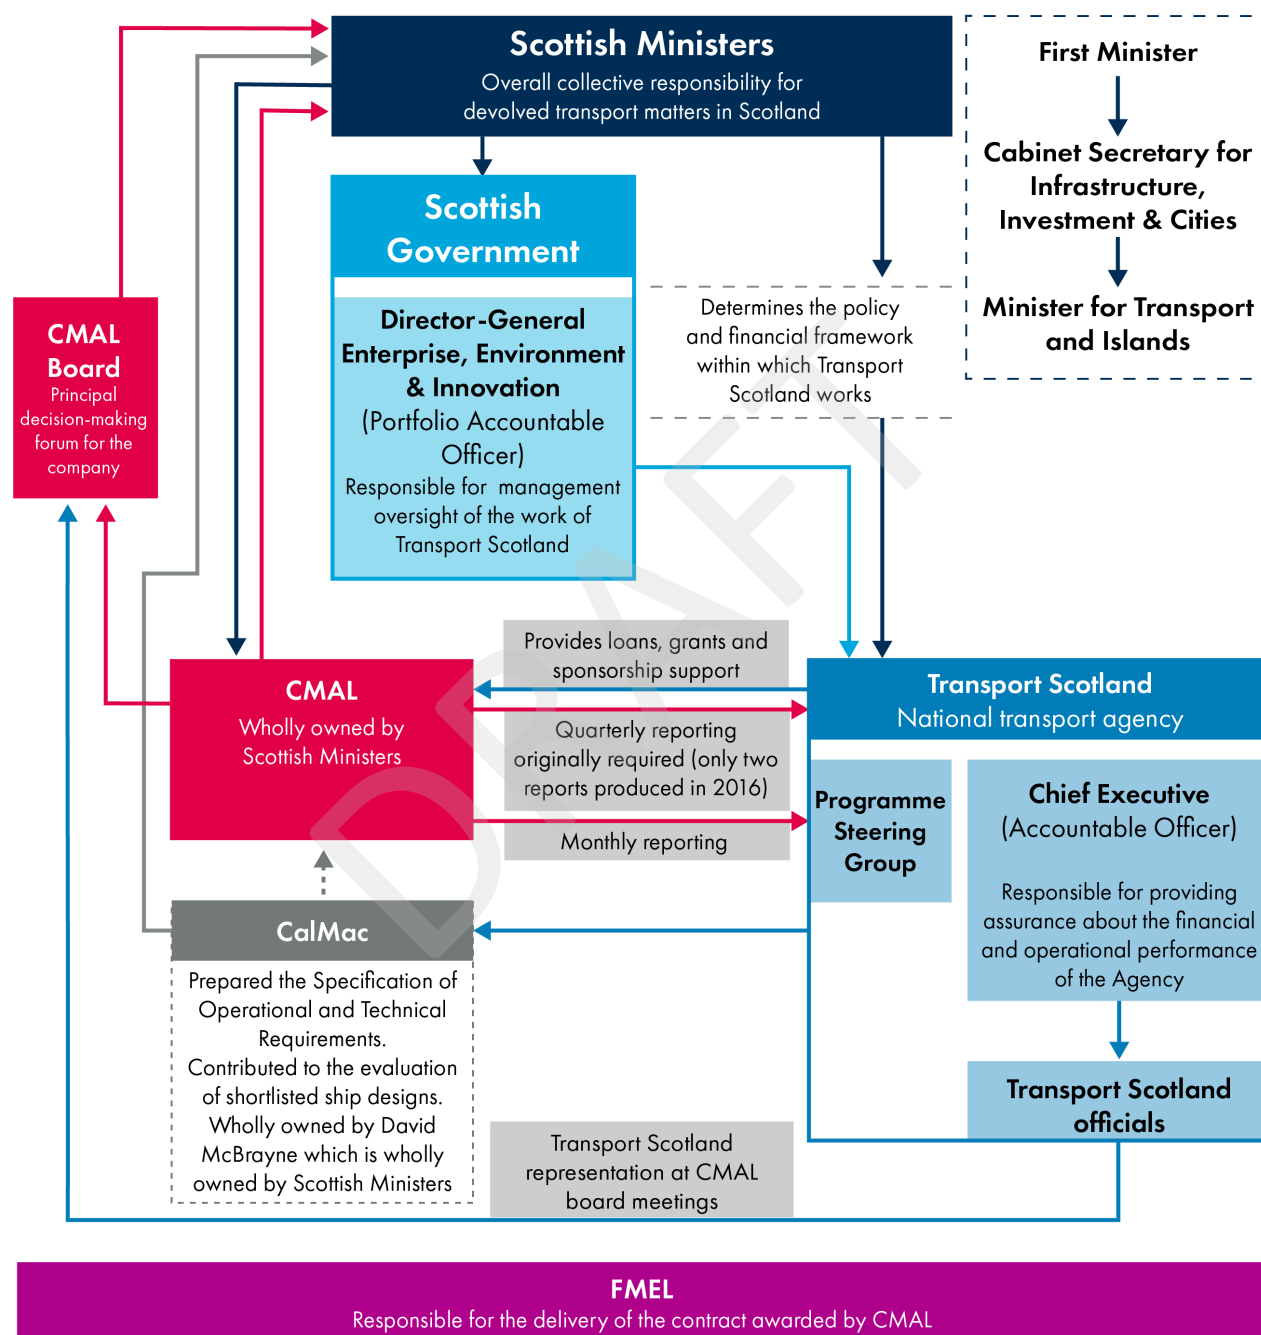 Scottish Ministers
Overall collective responsibility for
devolved transport matters in Scotland
First Minister
Cabinet Secretary for
Infrastructure,
Investment & Cities
Minister for Transport
and Islands
Scottish
Government
Director-General
Enterprise, Environment
& Innovation
(Portfolio Accountable
Officer)
Responsible for management
oversight of the work of
Transport Scotland
Determines the policy
and financial framework
within which Transport
Scotland works
CMAL
Board
Principal
decision-making
forum for the
company
CMAL
Wholly owned by
Scottish Ministers
Provides loans, grants and
sponsorship support
Quarterly reporting
originally required (only two
reports produced in 2016)
Monthly reporting
Transport Scotland
National transport agency
Programme
Steering
Group
Chief Executive
(Accountable Officer)
Responsible for providing
assurance about the financial
and operational performance
of the Agency
Transport Scotland
officials
CalMac
Prepared the Specification of
Operational and Technical
Requirements.
Contributed to the evaluation
of shortlisted ship designs.
Wholly owned by David
McBrayne which is wholly
owned by Scottish Ministers
Transport Scotland
representation at CMAL
board meetings
FMEL
Responsible for the delivery of the contract awarded by CMAL
DRAFT